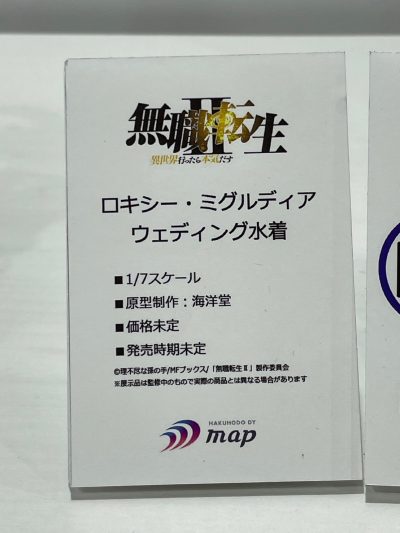 無職転生
II
異世界行ったら本気だす
ロキシー・ミグルディア
ウェディング水着
■1/7スケール
■原型制作：海洋堂
■価格未定
■発売時期未定
©理不尽な孫の手/MFブックス/「無職転生Ⅱ」製作委員会
※展示品は監修中のもので実際の商品とは異なる場合があります
HAKUHODO DY
map